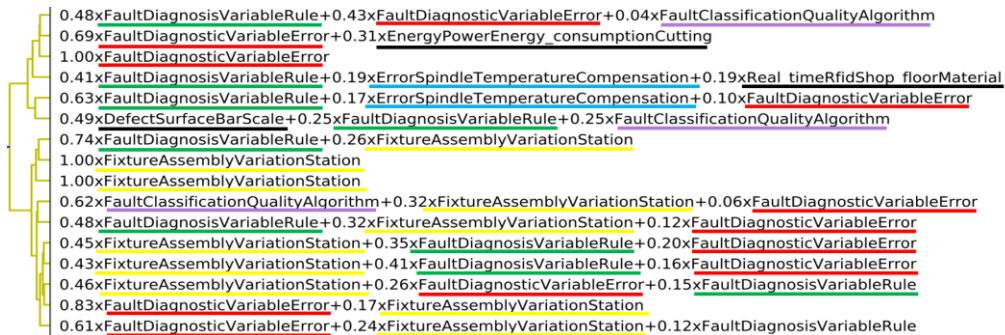 0.48xFaultDiagnosisVariableRule+0.43xFaultDiagnosticVariableError+0.04xFaultClassificationQualityAlgorithm
0.69xFaultDiagnosticVariableError+0.31xEnergyPowerEnergy_consumptionCutting
1.00xFaultDiagnosticVariableError
0.41xFaultDiagnosisVariableRule+0.19xErrorSpindleTemperatureCompensation+0.19xReal_timeRfidShop_floorMaterial
0.63xFaultDiagnosisVariableRule+0.17xErrorSpindleTemperatureCompensation+0.10xFaultDiagnosticVariableError
0.49xDefectSurfaceBarScale+0.25xFaultDiagnosisVariableRule+0.25xFaultClassificationQualityAlgorithm
0.74xFaultDiagnosisVariableRule+0.26xFixtureAssemblyVariationStation
1.00xFixtureAssemblyVariationStation
1.00xFixtureAssemblyVariationStation
0.62xFaultClassificationQualityAlgorithm+0.32xFixtureAssemblyVariationStation+0.06xFaultDiagnosticVariableError
0.48xFaultDiagnosisVariableRule+0.32xFixtureAssemblyVariationStation+0.12xFaultDiagnosticVariableError
0.45xFixtureAssemblyVariationStation+0.35xFaultDiagnosisVariableRule+0.20xFaultDiagnosticVariableError
0.43xFixtureAssemblyVariationStation+0.41xFaultDiagnosisVariableRule+0.16xFaultDiagnosticVariableError
0.46xFixtureAssemblyVariationStation+0.26xFaultDiagnosticVariableError+0.15xFaultDiagnosisVariableRule
0.83xFaultDiagnosticVariableError+0.17xFixtureAssemblyVariationStation
0.61xFaultDiagnosticVariableError+0.24xFixtureAssemblyVariationStation+0.12xFaultDiagnosisVariableRule